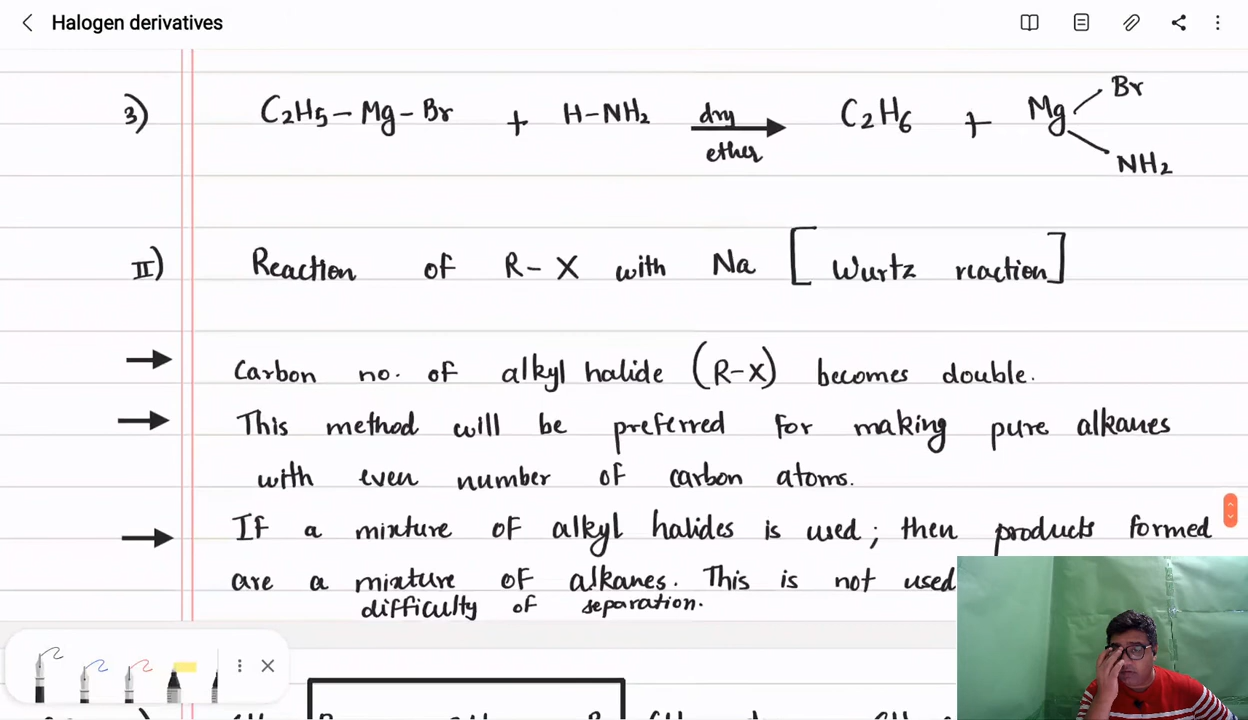 Halogen derivatives
3) C2H5-Mg-Br + H-NH2 dry ether C2H6 + Mg Br NH2
II) Reaction of R-X with Na [Wurtz reaction]
Carbon no. of alkyl halide (R-X) becomes double.
This method will be preferred for making pure alkanes
with even number of carbon atoms.
If a mixture of alkyl halides is used; then products formed
are a mixture of alkanes. This is not used
difficulty of separation.